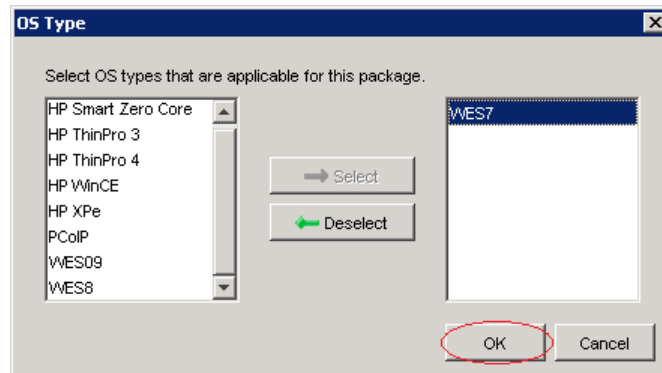 OS Type
Select OS types that are applicable for this package.
HP Smart Zero Core
HP ThinPro 3
HP ThinPro 4
HP WinCE
HP XPe
PCoIP
WES09
WES8
Select
Deselect
WES7
OK
Cancel